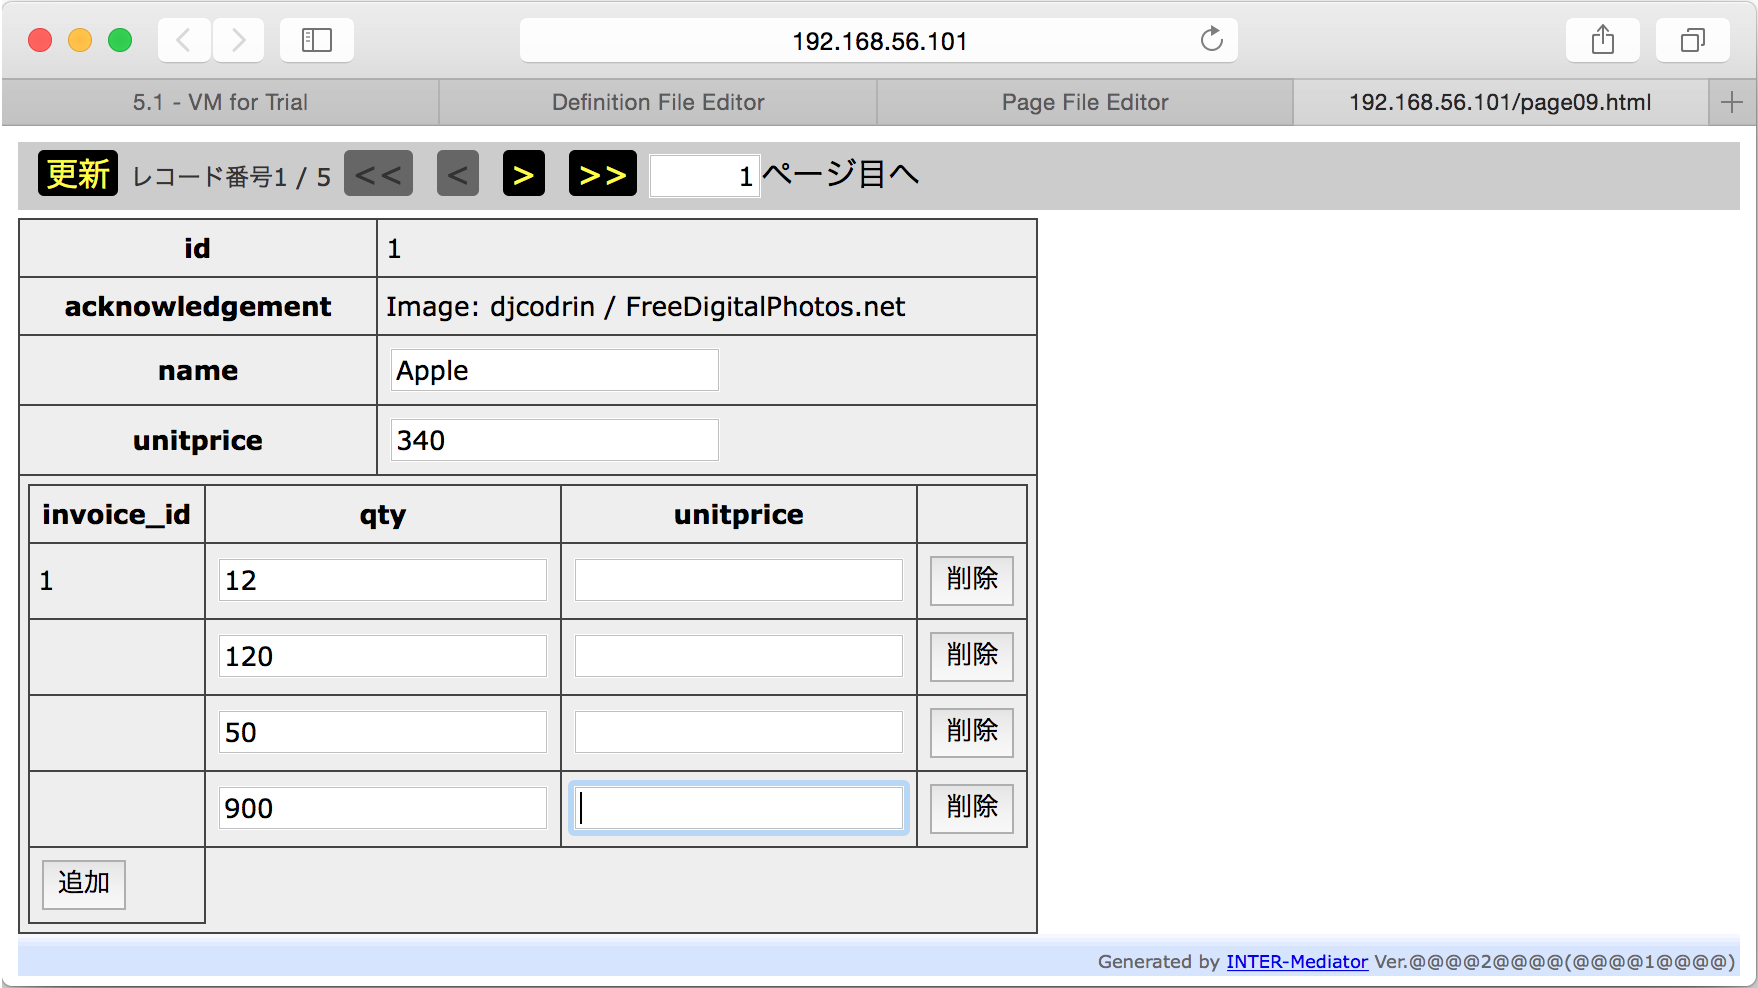 192.168.56.101
5.1 - VM for Trial Definition File Editor Page File Editor 192.168.56.101/page09.html +
更新 レコード番号1 / 5 << < > >> 1 ページ目へ
id 1
acknowledgement Image: djcodrin / FreeDigitalPhotos.net
name Apple
unitprice 340
invoice_id qty unitprice
1 12 削除
120 削除
50 削除
900 削除
追加
Generated by INTER-Mediator Ver.@@@@2@@@@(@@@@1@@@@)